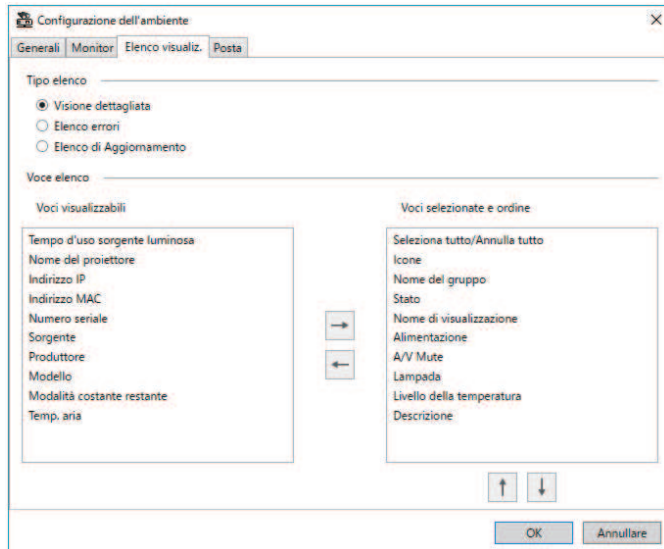 Configurazione dell'ambiente
Generali Monitor Elenco visualiz. Posta
Tipo elenco
Visione dettagliata
Elenco errori
Elenco di Aggiornamento
Voce elenco
Voci visualizzabili
Tempo d'uso sorgente luminosa
Nome del proiettore
Indirizzo IP
Indirizzo MAC
Numero seriale
Sorgente
Produttore
Modello
Modalità costante restante
Temp. aria
Voci selezionate e ordine
Seleziona tutto/Annulla tutto
Icone
Nome del gruppo
Stato
Nome di visualizzazione
Alimentazione
A/V Mute
Lampada
Livello della temperatura
Descrizione
OK Annullare